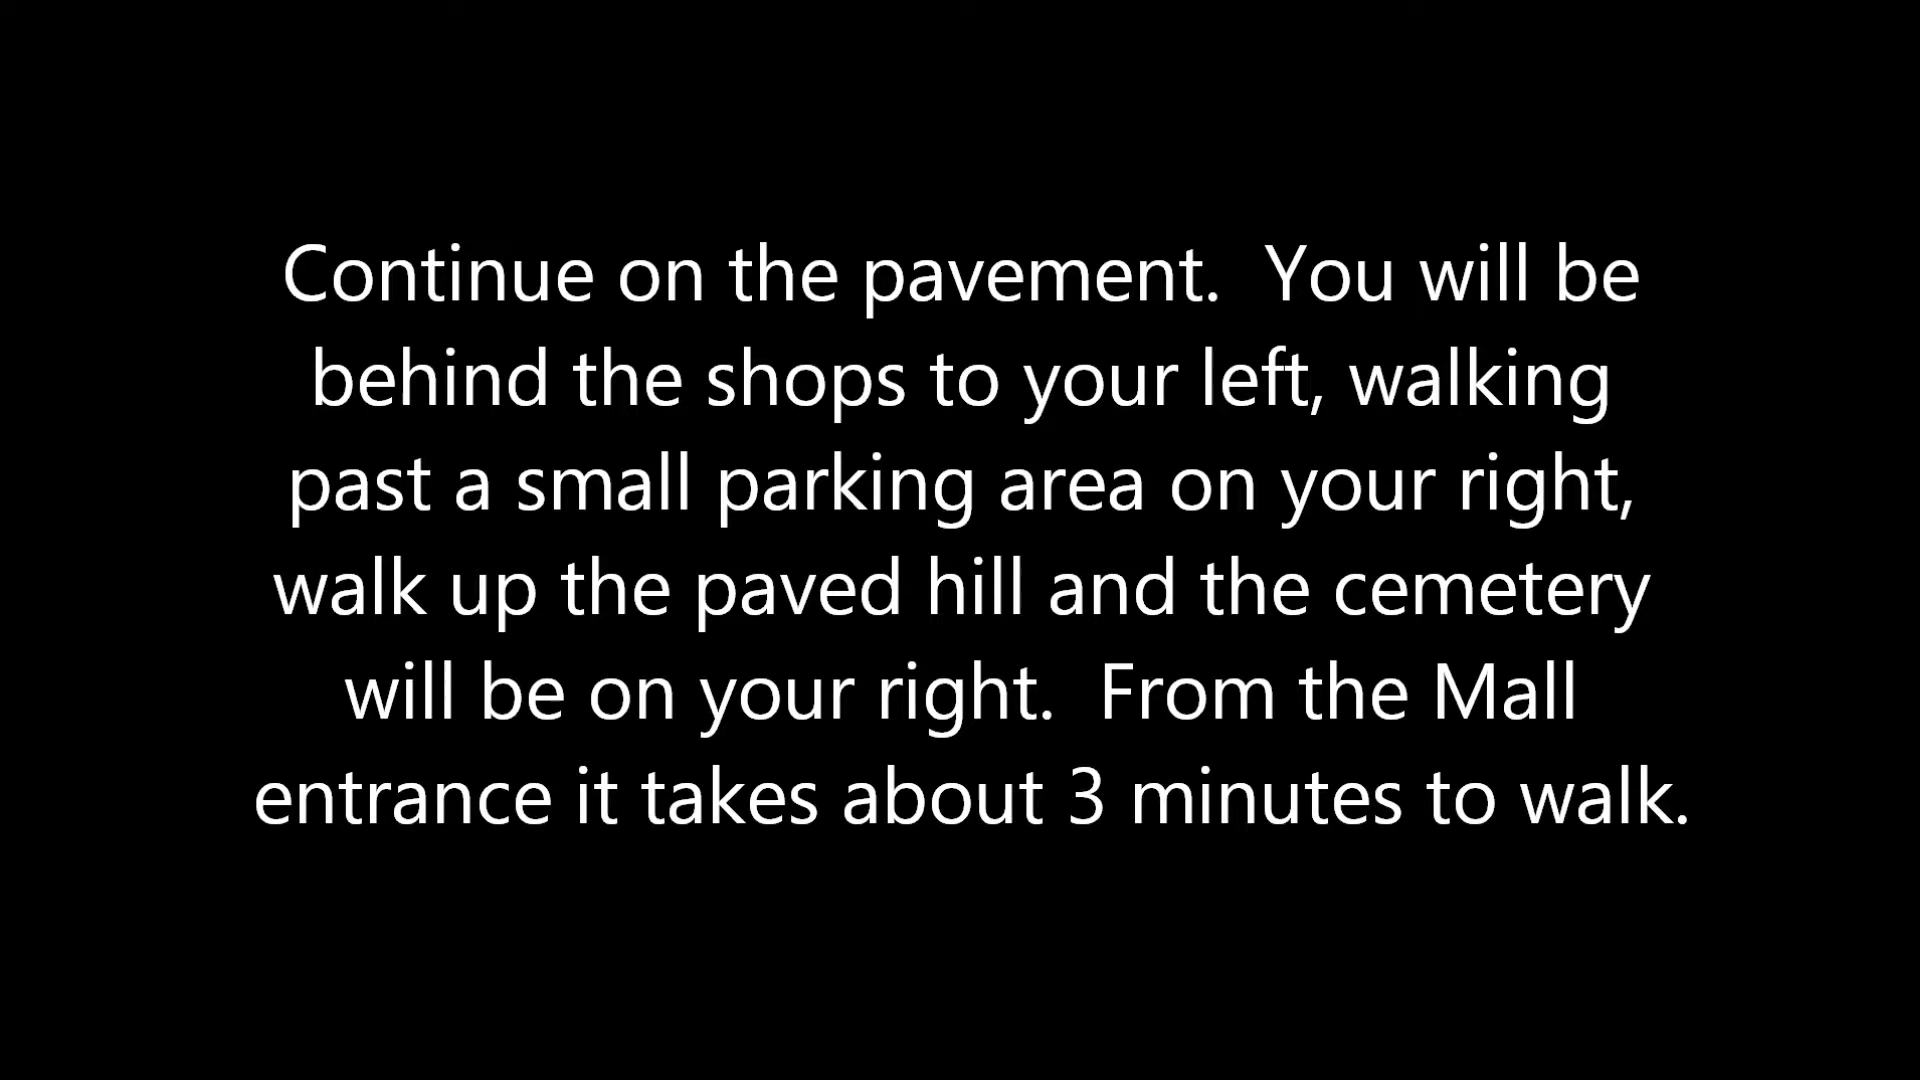 Continue on the pavement.  You will be
behind the shops to your left, walking
past a small parking area on your right,
walk up the paved hill and the cemetery
will be on your right.  From the Mall
entrance it takes about 3 minutes to walk.